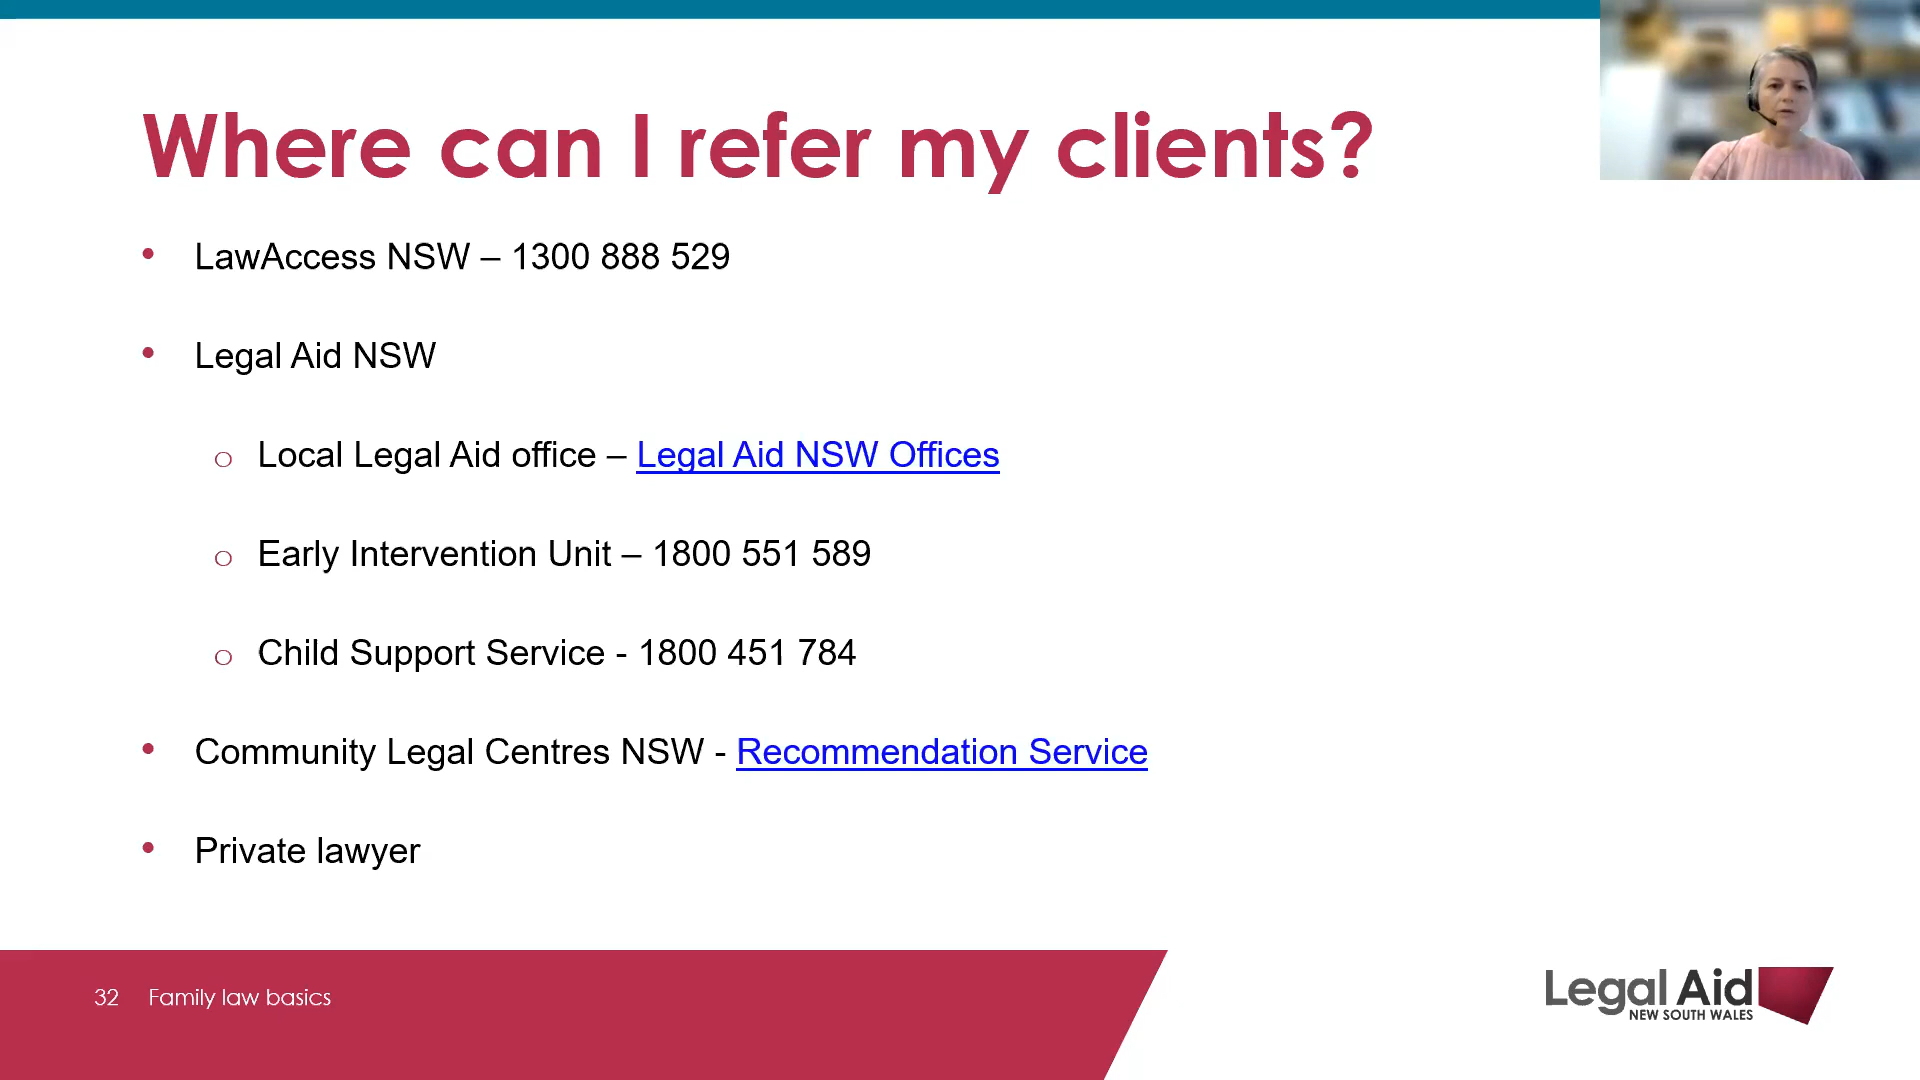 Where can I refer my clients?
• LawAccess NSW – 1300 888 529
• Legal Aid NSW
o Local Legal Aid office – Legal Aid NSW Offices
o Early Intervention Unit – 1800 551 589
o Child Support Service - 1800 451 784
• Community Legal Centres NSW - Recommendation Service
• Private lawyer
32 Family law basics
Legal Aid
NEW SOUTH WALES